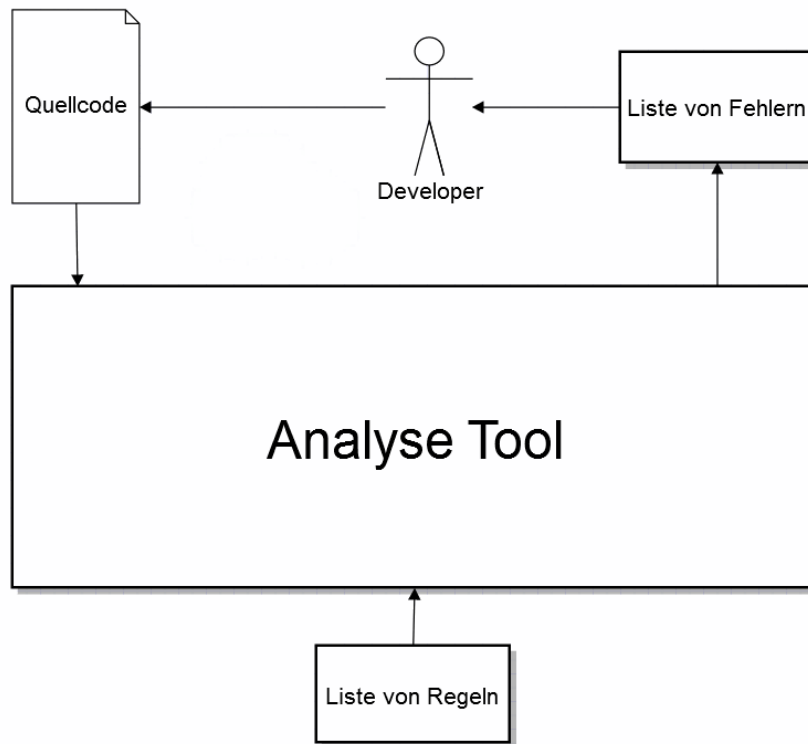 Quellcode
Liste von Fehlern
Developer
Analyse Tool
Liste von Regeln